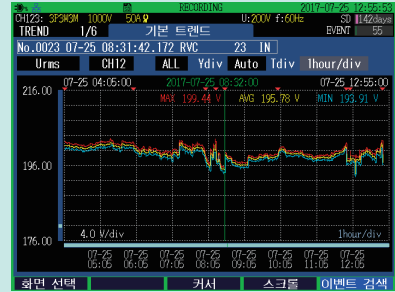 RECORDING 2017-07-25 12:55:53
CH123: 3P3W3M 1000V 50A U:200V f:60Hz SD 142days
TREND 1/6 기본 트렌드 EVENT 55
No.0023 07-25 08:31:42.172 RVC 23 IN
Urms CH12 ALL Ydiv Auto Tdiv 1hour/div
07-25 04:05:00 2017-07-25 08:32:00 07-25 12:55:00
216.00
MAX 199.44 V AVG 195.78 V MIN 193.91 V
196.00
4.0 V/div 1hour/div
176.00
07-25 07-25 07-25 07-25 07-25 07-25 07-25 07-25
05:05 06:05 07:05 08:05 09:05 10:05 11:05 12:05
화면 선택 커서 스크롤 이벤트 검색